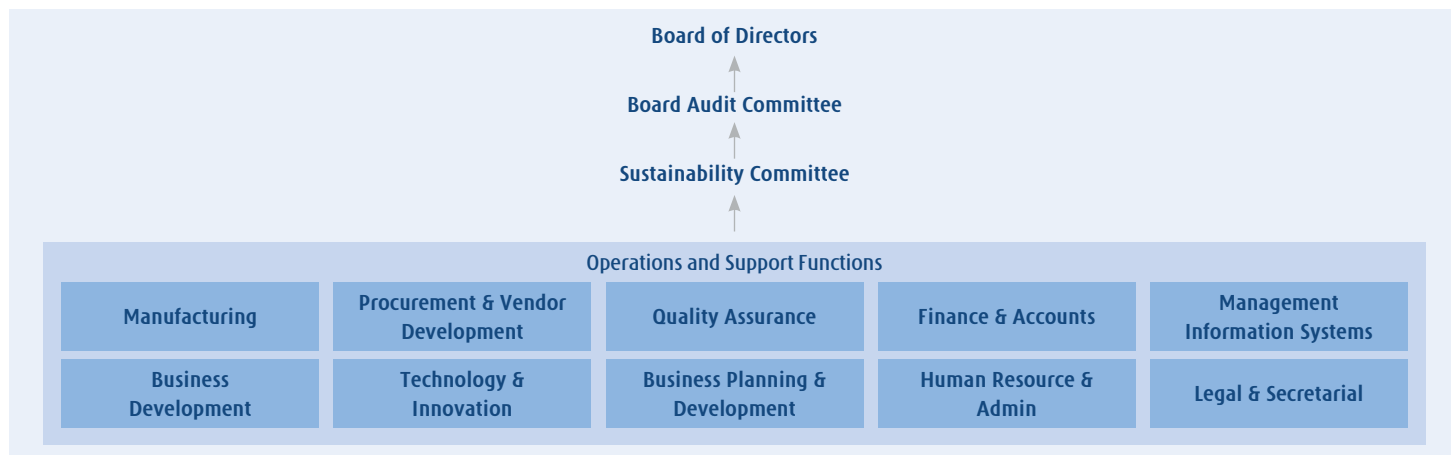 Board of Directors
Board Audit Committee
Sustainability Committee
Operations and Support Functions
Manufacturing
Procurement & Vendor
Development
Quality Assurance
Finance & Accounts
Management
Information Systems
Business
Development
Technology &
Innovation
Business Planning &
Development
Human Resource &
Admin
Legal & Secretarial